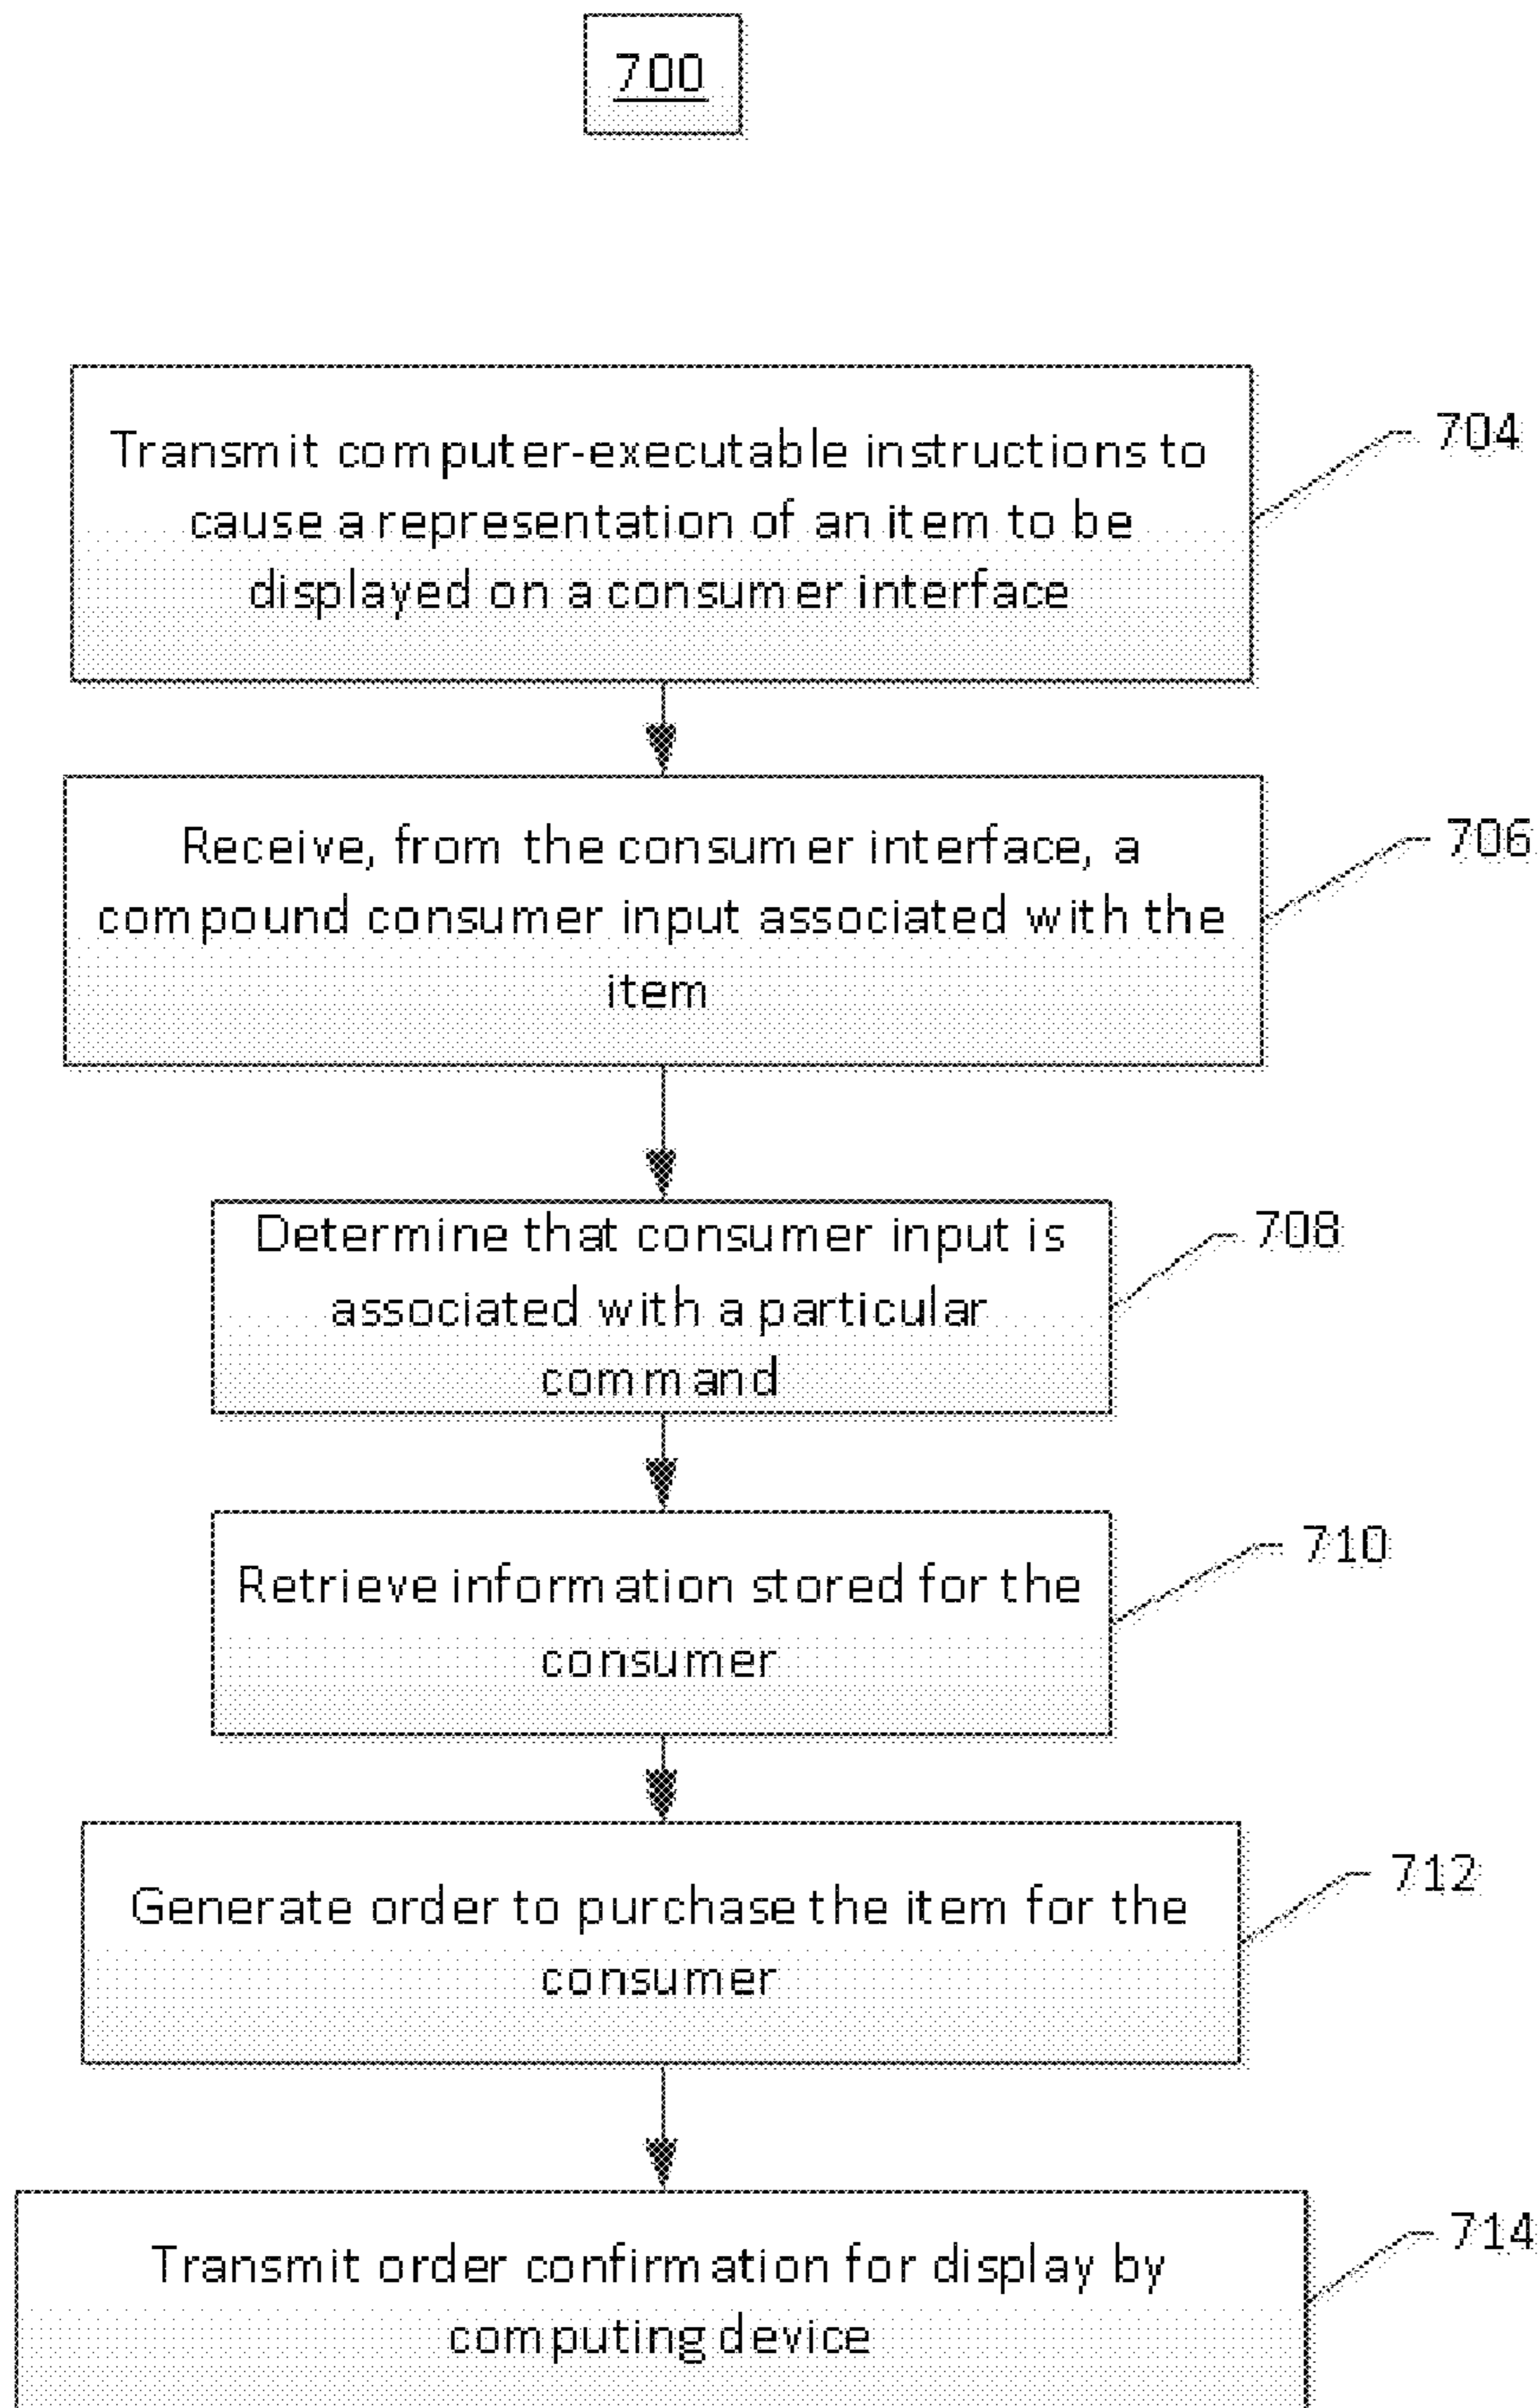 700
Transmit computer-executable instructions to
cause a representation of an item to be
displayed on a consumer interface
704
Receive, from the consumer interface, a
compound consumer input associated with the
item
706
Determine that consumer input is
associated with a particular
command
708
Retrieve information stored for the
consumer
710
Generate order to purchase the item for the
consumer
712
Transmit order confirmation for display by
computing device
714